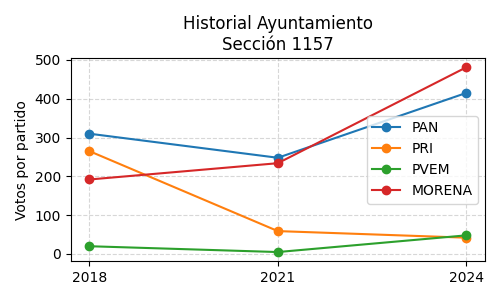 Historial Ayuntamiento
Sección 1157
Votos por partido
500
400
300
200
100
0
2018
2021
2024
PAN
PRI
PVEM
MORENA